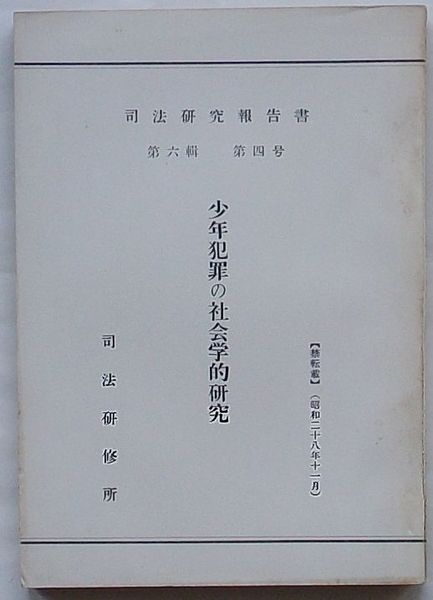 司法研究報告書
第六輯 第四号
【禁転載】（昭和二十八年十一月）
少年犯罪の社会学的研究
司法研修所